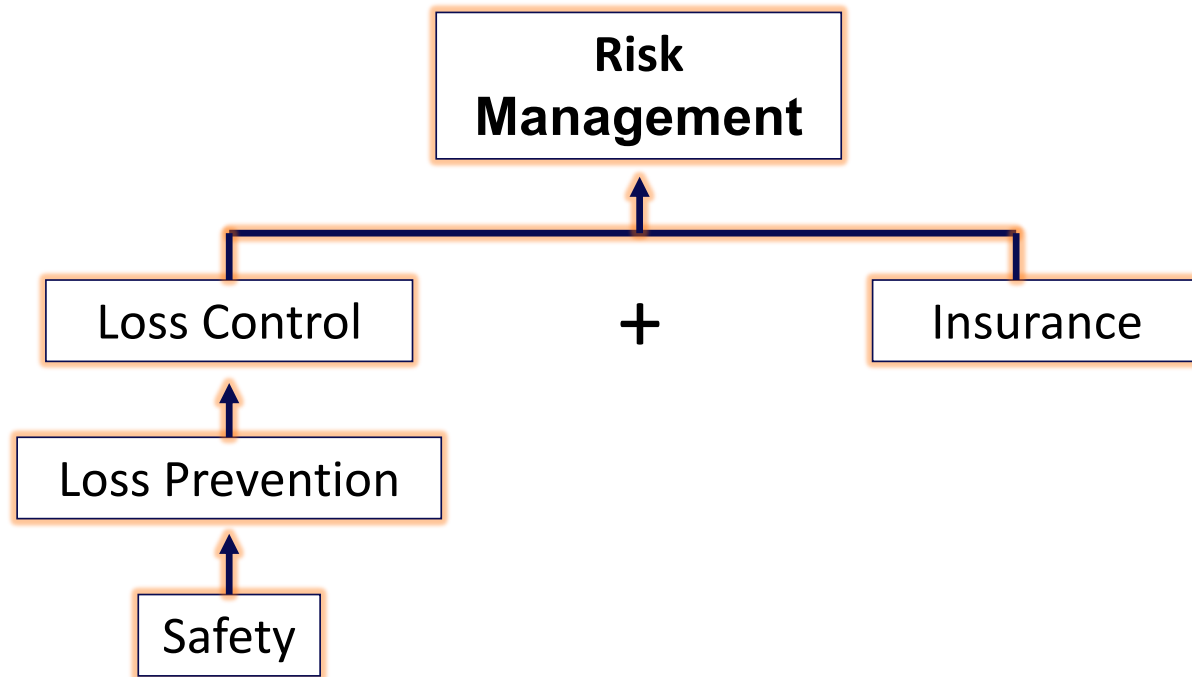 Risk
Management
Loss Control
+
Insurance
Loss Prevention
Safety